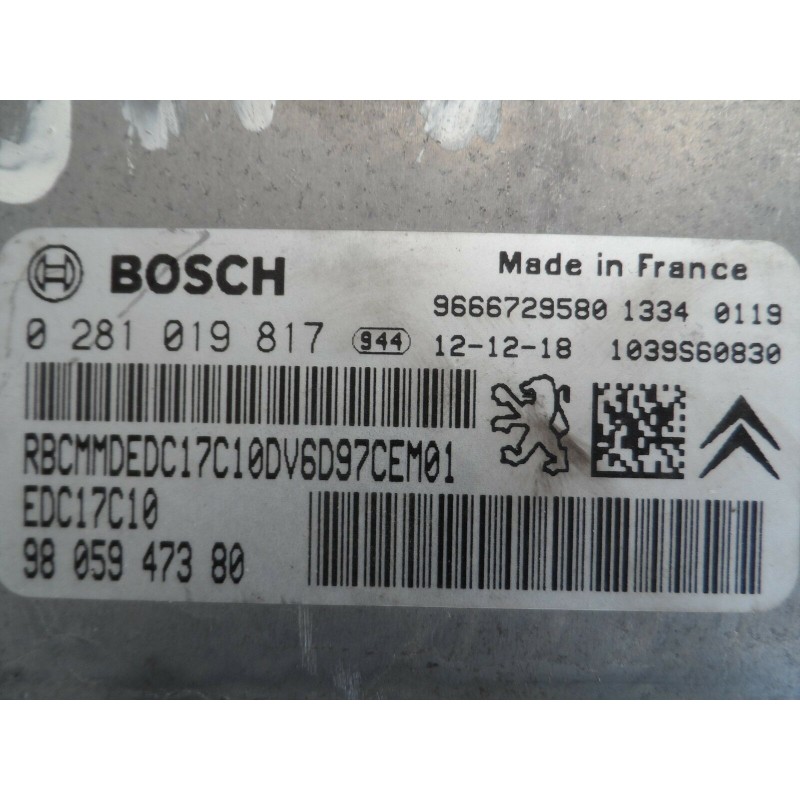 BOSCH
Made in France
9666729580 1334 0119
0 281 019 817 944 12-12-18 1039S60830
RBCMMDEDC17C10DV6D97CEM01
EDC17C10
98 059 473 80